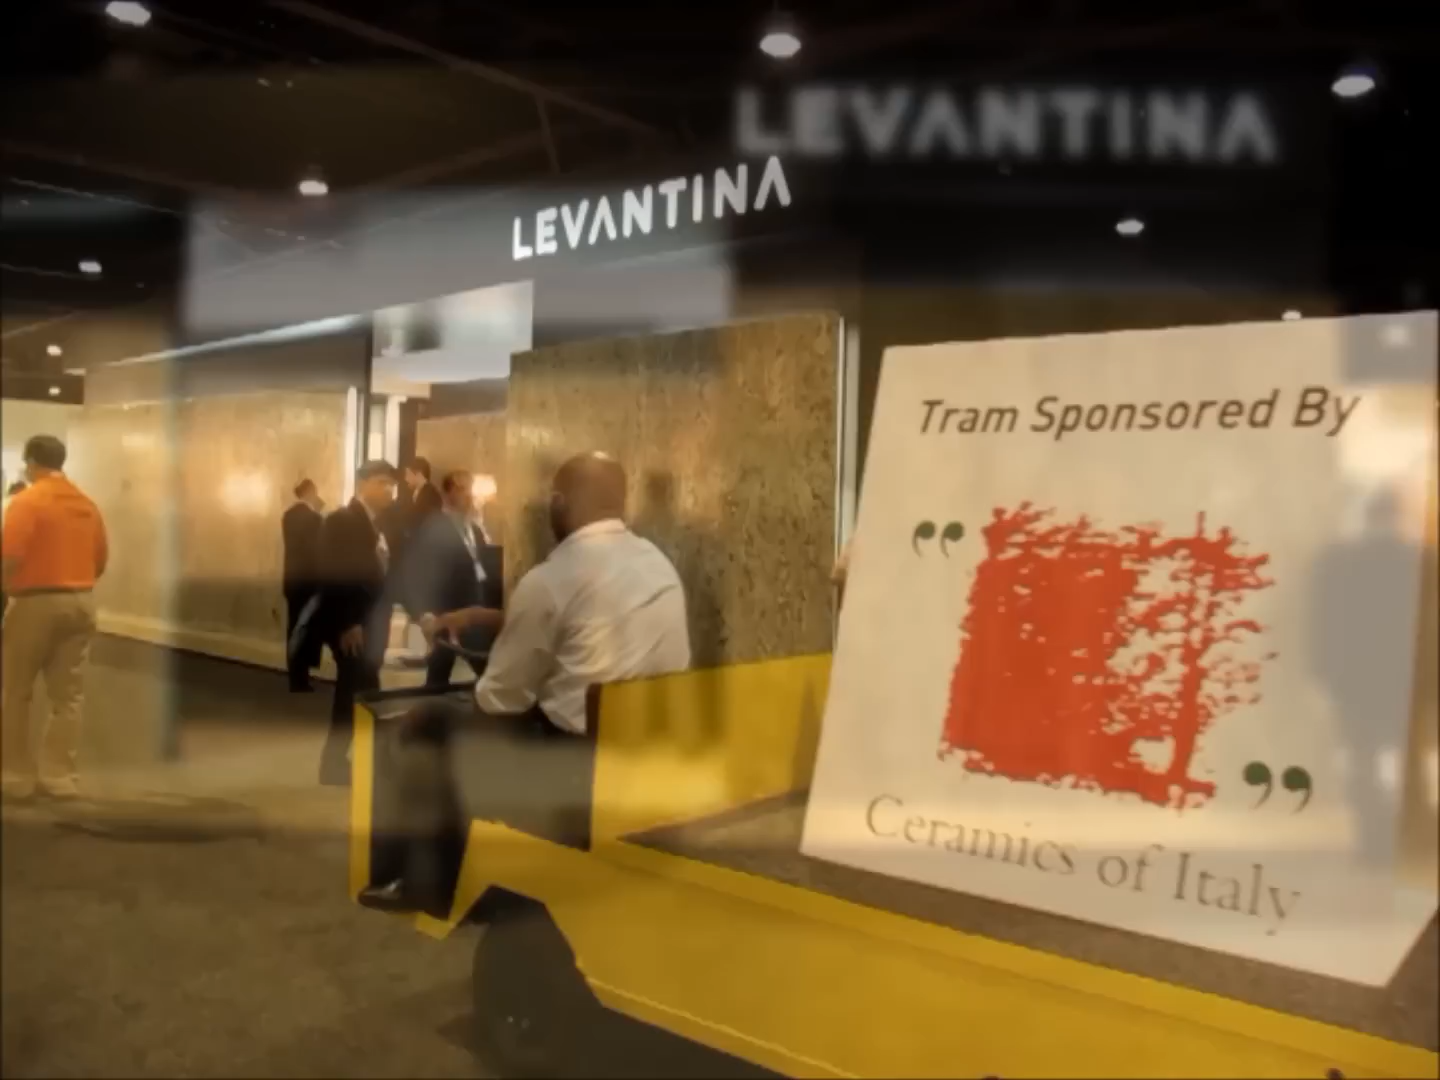 LEVANTINA
LEVANTINA
Tram Sponsored By
“ ”
Ceramics of Italy